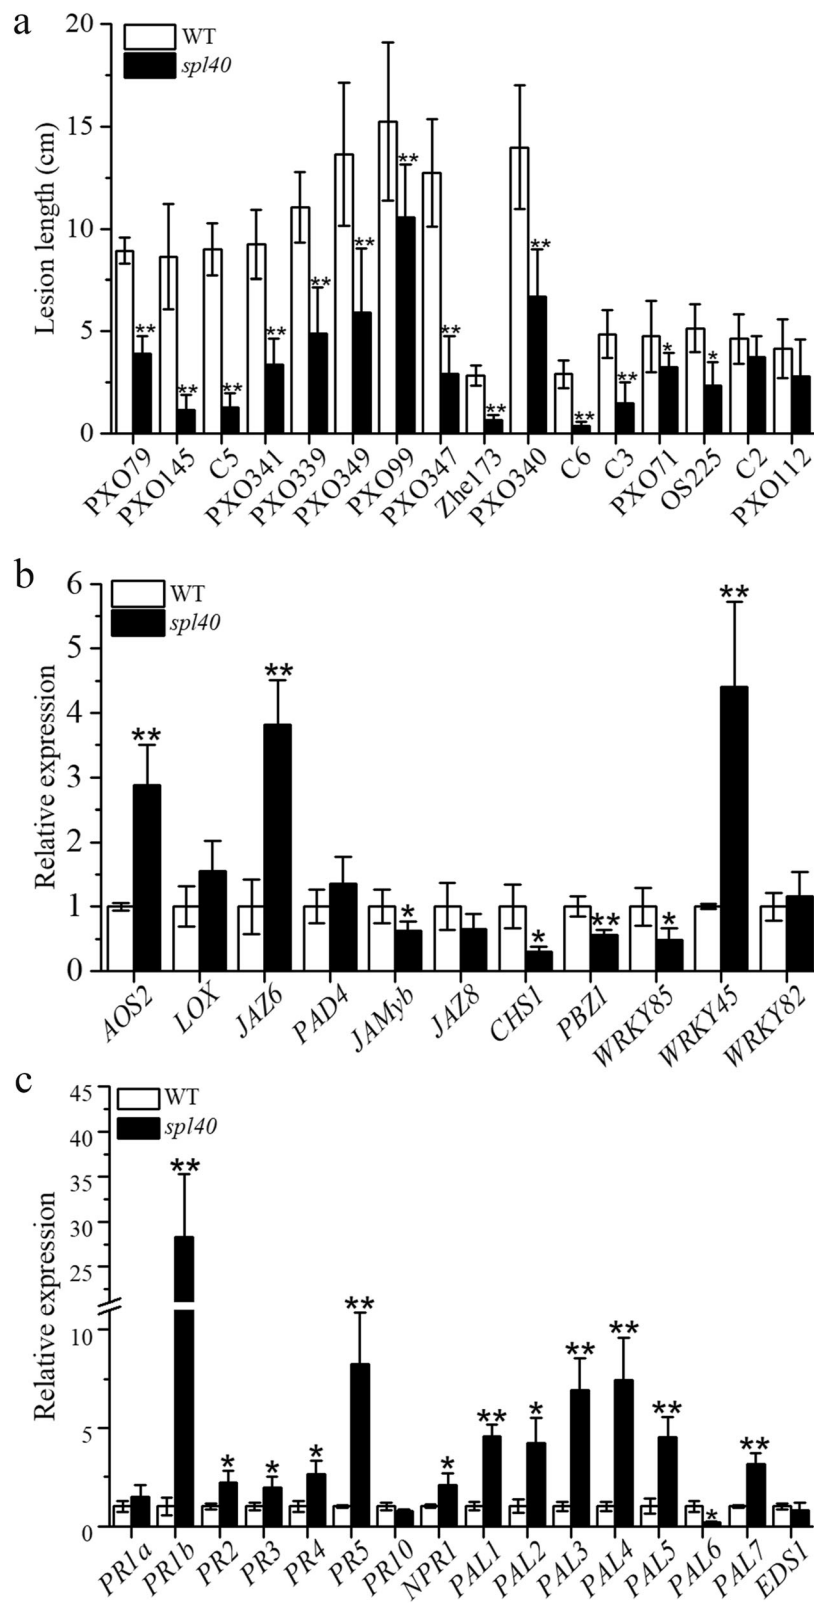 a
WT
spl40
Lesion length (cm)
20
15
10
5
0
** ** ** ** ** ** ** ** ** ** ** ** * *
PXO79 PXO145 C5 PXO341 PXO339 PXO349 PXO99 PXO347 Zhe173 PXO340 C6 C3 PXO71 OS225 C2 PXO112
b
WT
spl40
Relative expression
6
5
4
3
2
1
0
** ** * * ** * **
AOS2 LOX JAZ6 PAD4 JAMyb JAZ8 CHS1 PBZ1 WRKY85 WRKY45 WRKY82
c
WT
spl40
Relative expression
45
40
35
30
25
10
5
0
** * * * ** * ** * ** ** ** * **
PR1a PR1b PR2 PR3 PR4 PR5 PR10 NPR1 PAL1 PAL2 PAL3 PAL4 PAL5 PAL6 PAL7 EDS1